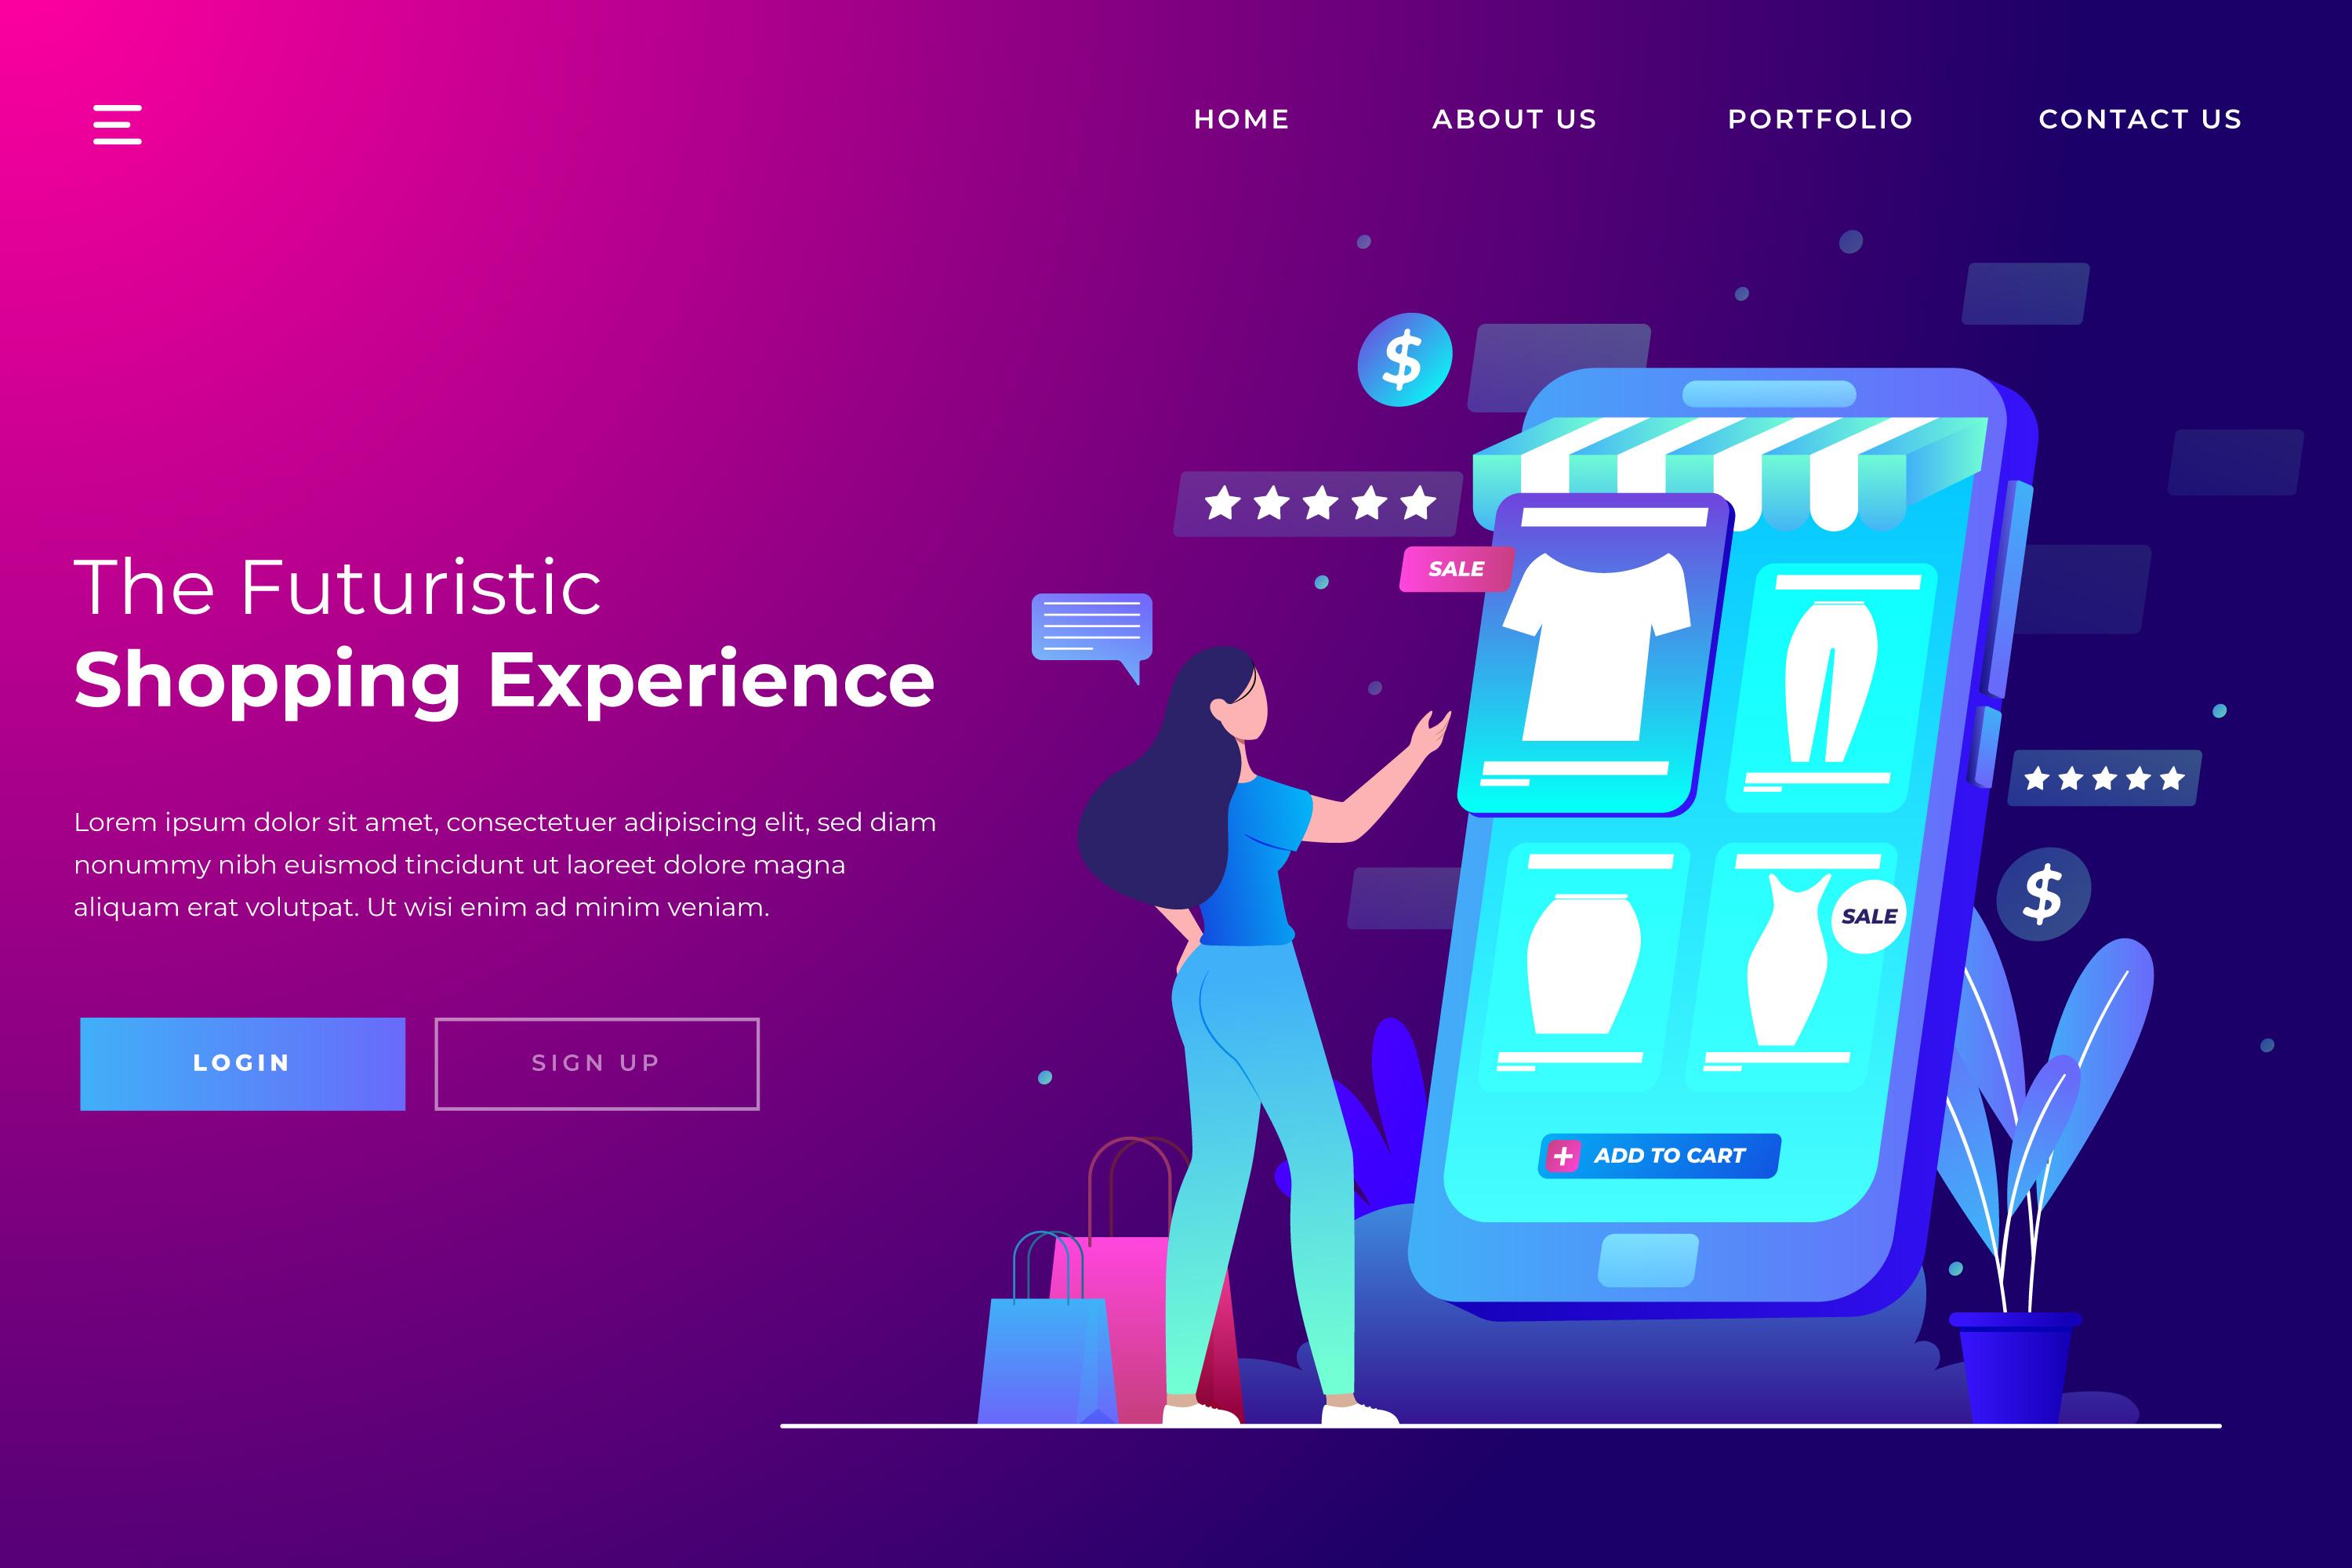 HOME ABOUT US PORTFOLIO CONTACT US
The Futuristic
Shopping Experience
Lorem ipsum dolor sit amet, consectetuer adipiscing elit, sed diam
nonummy nibh euismod tincidunt ut laoreet dolore magna
aliquam erat volutpat. Ut wisi enim ad minim veniam.
LOGIN SIGN UP
$
SALE
$
SALE
ADD TO CART